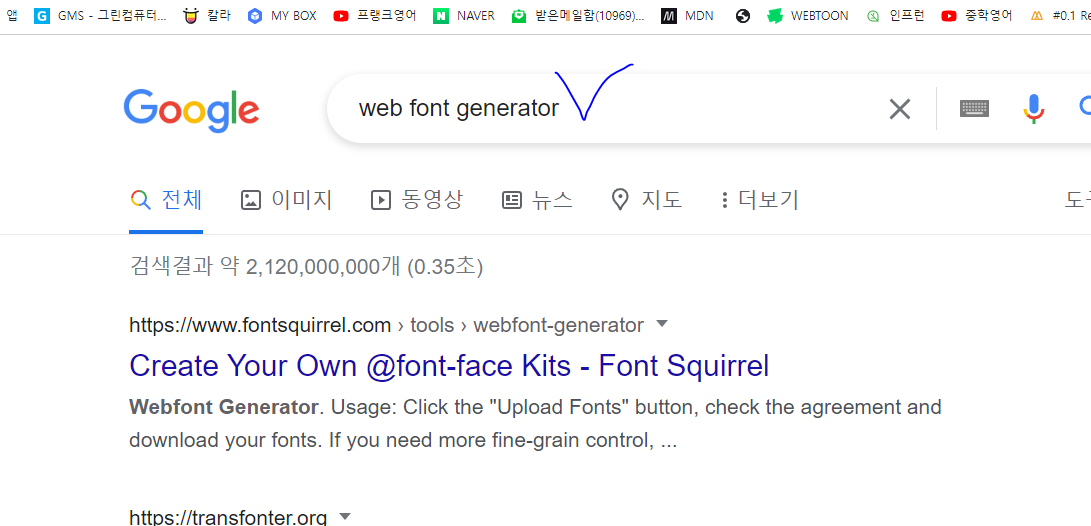 앱 GMS - 그린컴퓨터... 칼라 MY BOX 프랭크영어 N NAVER 받은메일함(10969)... M MDN WEBTOON 인프런 중학영어 #0.1 Re
Google web font generator
전체 이미지 동영상 뉴스 지도 더보기 도구
검색결과 약 2,120,000,000개 (0.35초)
https://www.fontsquirrel.com › tools › webfont-generator
Create Your Own @font-face Kits - Font Squirrel
Webfont Generator. Usage: Click the "Upload Fonts" button, check the agreement and
download your fonts. If you need more fine-grain control, ...
https://transfonter.org